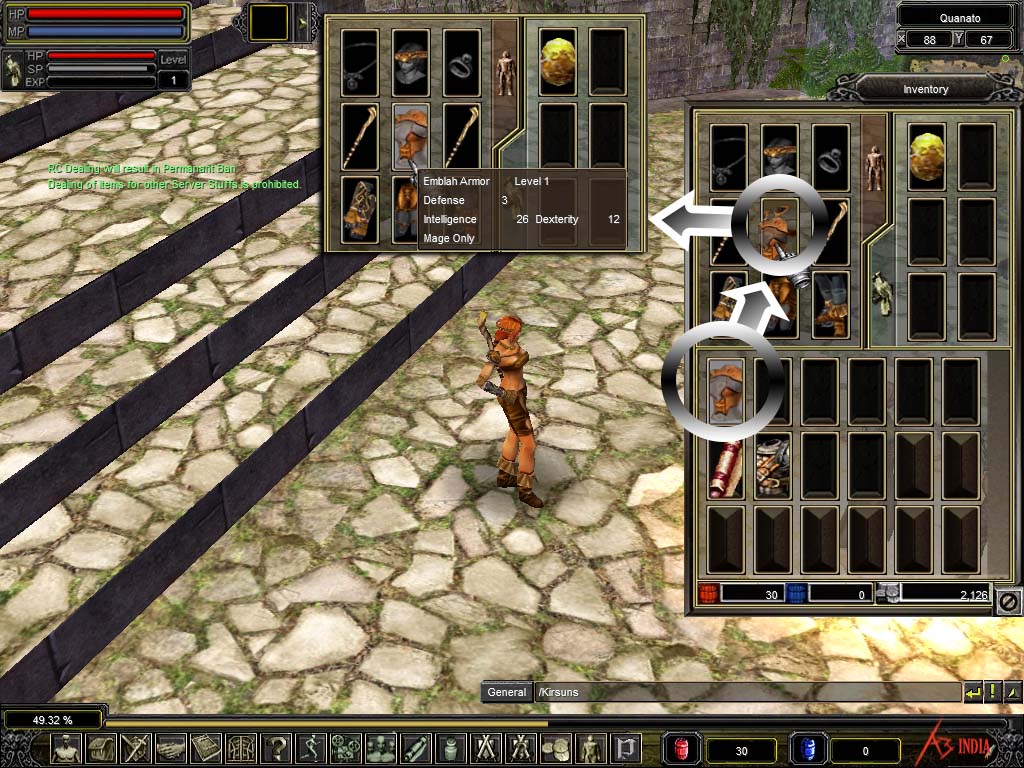 HP
MP
HP
SP
EXP
Level
1
Quanato
X 88 Y 67
Inventory
RC Dealing will result in Permanant Ban
Dealing of items for other Server Stuffs is prohibited.
Emblah Armor Level 1
Defense 3
Intelligence 26 Dexterity 12
Mage Only
30 0 2,126
General /Kirsuns
49.32 %
30 0
A3 INDIA